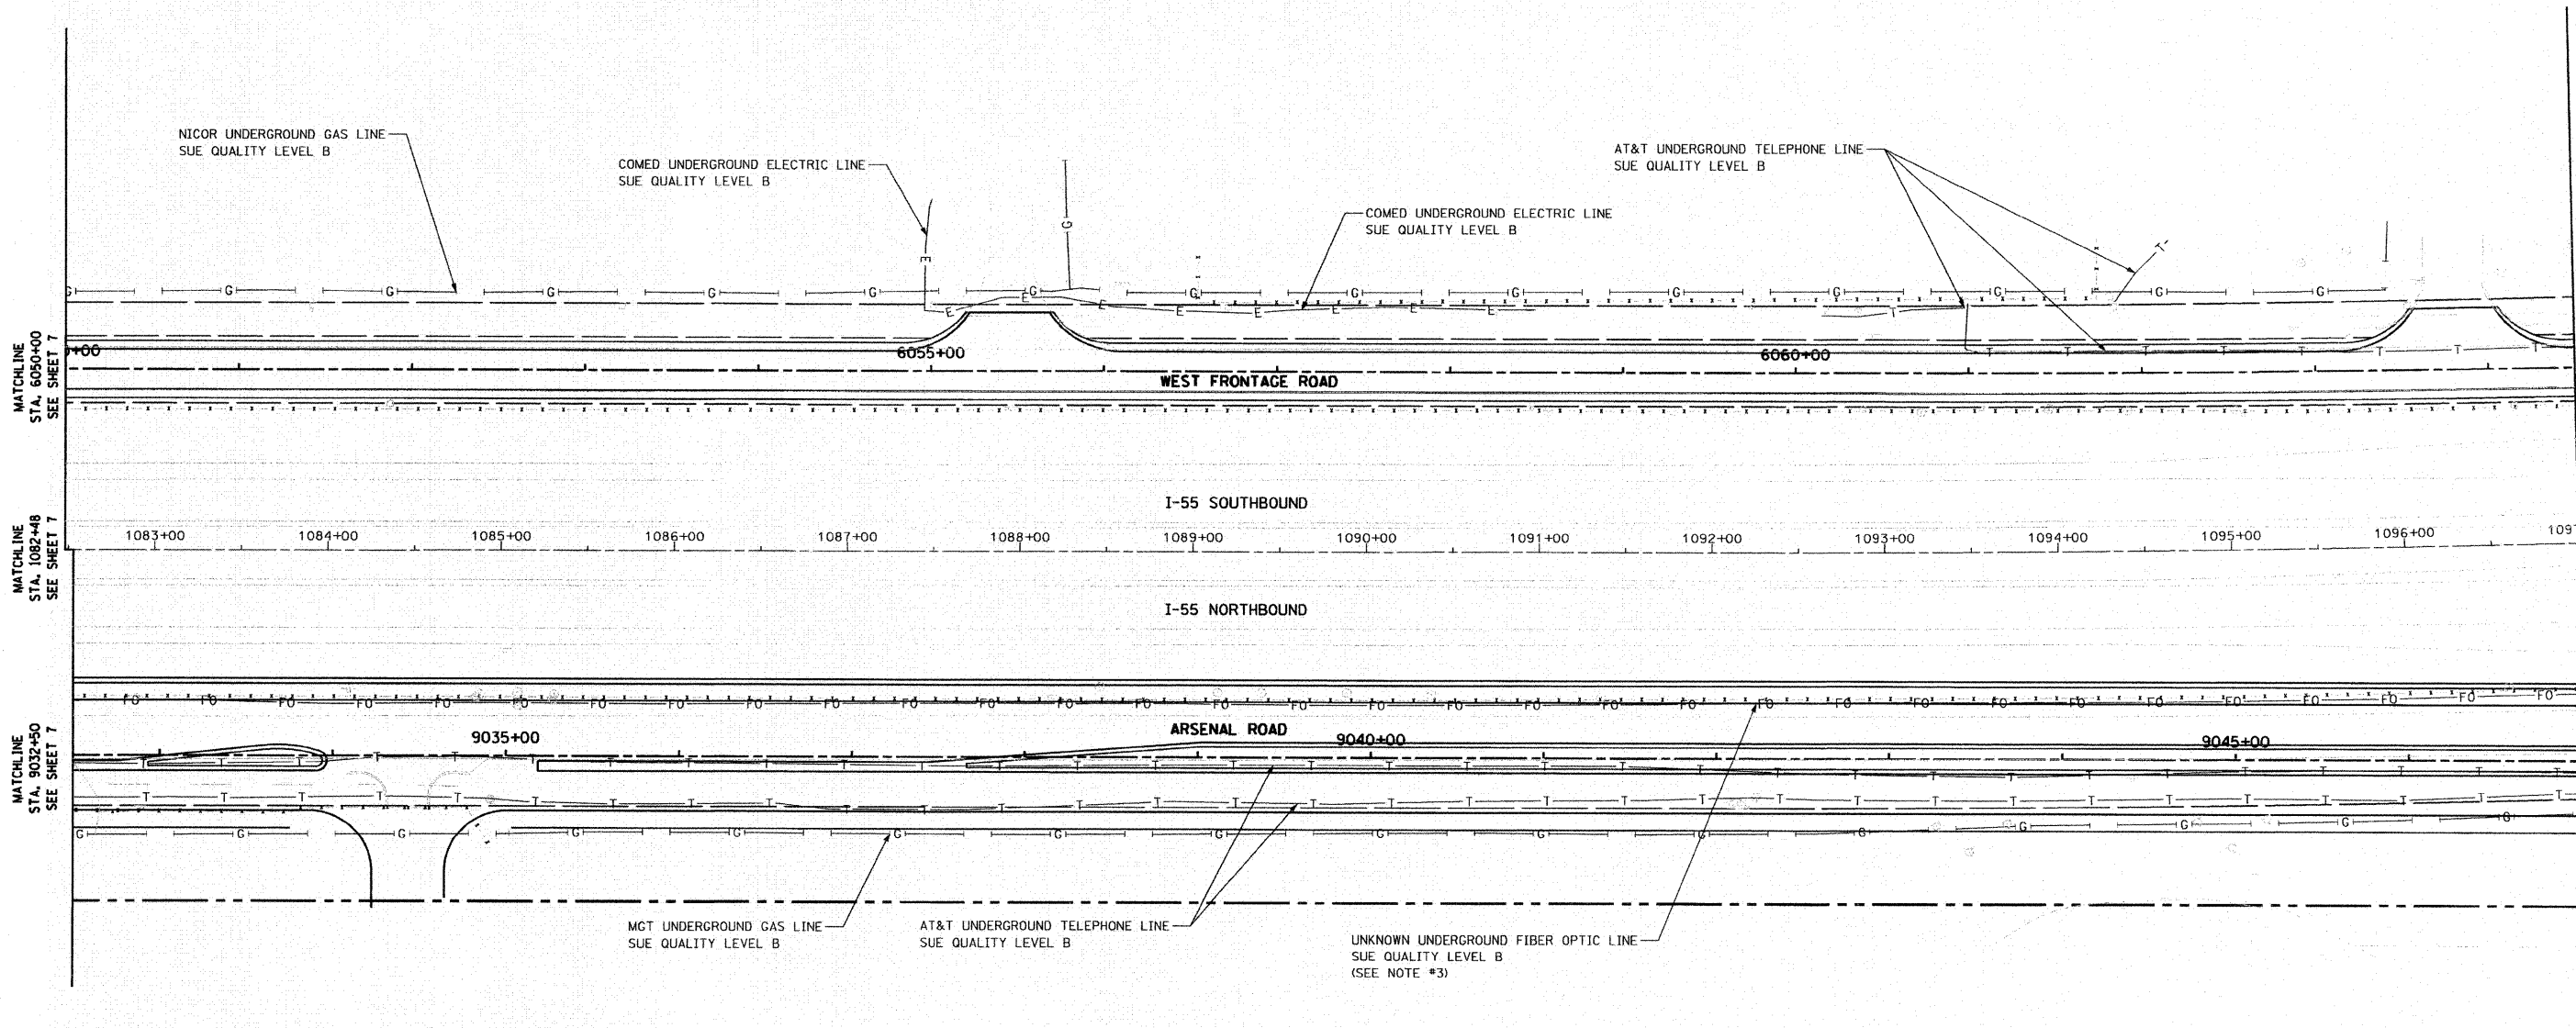 NICOR UNDERGROUND GAS LINE
SUE QUALITY LEVEL B
COMED UNDERGROUND ELECTRIC LINE
SUE QUALITY LEVEL B
AT&T UNDERGROUND TELEPHONE LINE
SUE QUALITY LEVEL B
COMED UNDERGROUND ELECTRIC LINE
SUE QUALITY LEVEL B
MATCHLINE
STA. 6050+00
SEE SHEET 7
+00
6055+00
6060+00
WEST FRONTAGE ROAD
I-55 SOUTHBOUND
MATCHLINE
STA. 1082+48
SEE SHEET 7
1083+00
1084+00
1085+00
1086+00
1087+00
1088+00
1089+00
1090+00
1091+00
1092+00
1093+00
1094+00
1095+00
1096+00
109
I-55 NORTHBOUND
MATCHLINE
STA. 9032+50
SEE SHEET 7
ARSENAL ROAD
9035+00
9040+00
9045+00
MGT UNDERGROUND GAS LINE
SUE QUALITY LEVEL B
AT&T UNDERGROUND TELEPHONE LINE
SUE QUALITY LEVEL B
UNKNOWN UNDERGROUND FIBER OPTIC LINE
SUE QUALITY LEVEL B
(SEE NOTE #3)